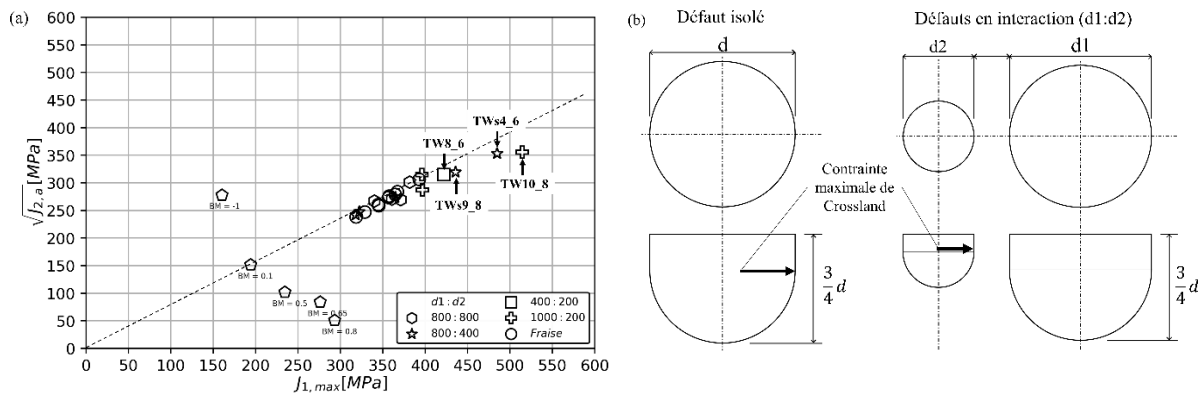 (a)
600
550
500
450
400
350
300
250
200
150
100
50
0
√J2,a [MPa]
0 50 100 150 200 250 300 350 400 450 500 550 600
J1,max[MPa]
TWs4_6
TW8_6
TW10_8
TWs9_8
BM = -1
BM = 0.1
BM = 0.5
BM = 0.65
BM = 0.8
d1 : d2
800 : 800
800 : 400
400 : 200
1000 : 200
Fraise
(b)
Défaut isolé
d
Défauts en interaction (d1:d2)
d2
d1
Contrainte
maximale de
Crossland
3/4 d
3/4 d